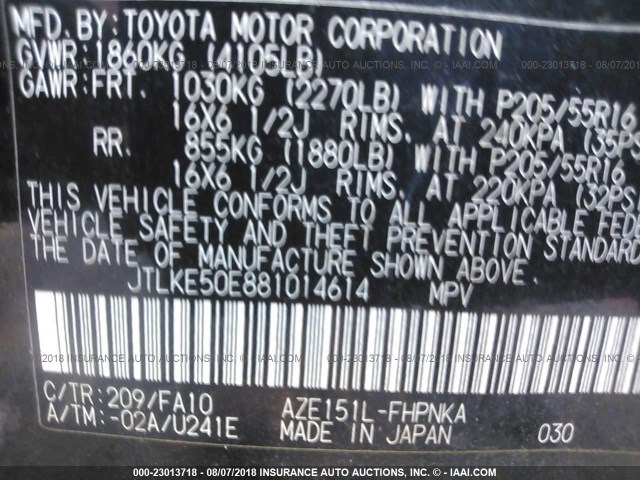 MFD. BY: TOYOTA MOTOR CORPORATION
GVWR: 1860KG (4105LB)
GAWR: FRT. 1030KG (2270LB) WITH P205/55R16
16X6 1/2J RIMS. AT 240KPA (35PS
RR. 855KG (1880LB) WITH P205/55R16
16X6 1/2J RIMS. AT 220KPA (32PS
THIS VEHICLE CONFORMS TO ALL APPLICABLE FED
VEHICLE SAFETY AND THEFT PREVENTION STANDARD
THE DATE OF MANUFACTURE SHOWN ABOVE.
JTLKE50E881014614 MPV
C/TR: 209/FA10 AZE151L-FHPNKA
A/TM: -02A/U241E MADE IN JAPAN 030
000-23013718 - 08/07/2018 INSURANCE AUTO AUCTIONS, INC. - WWW.IAAI.COM